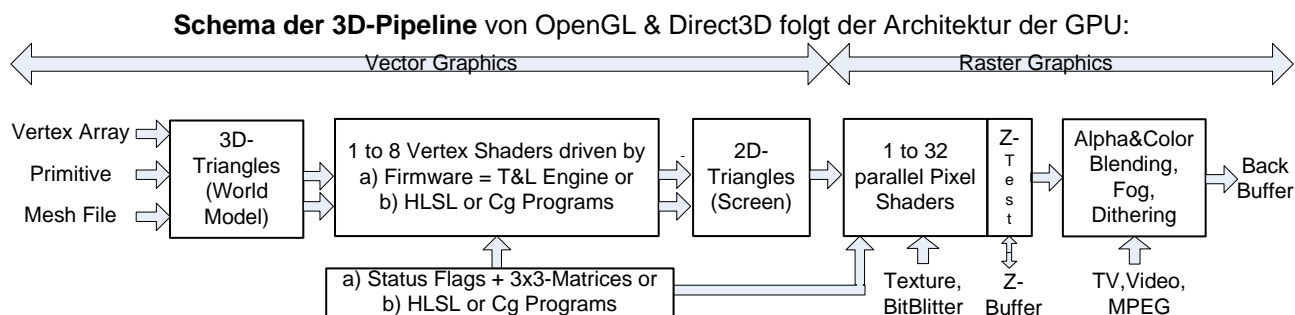 Schema der 3D-Pipeline von OpenGL & Direct3D folgt der Architektur der GPU:
Vector Graphics
Raster Graphics
Vertex Array
Primitive
Mesh File
3D-
Triangles
(World
Model)
1 to 8 Vertex Shaders driven by
a) Firmware = T&L Engine or
b) HLSL or Cg Programs
2D-
Triangles
(Screen)
1 to 32
parallel Pixel
Shaders
Z-
T
e
s
t
Alpha&Color
Blending,
Fog,
Dithering
Back
Buffer
a) Status Flags + 3x3-Matrices or
b) HLSL or Cg Programs
Texture,
BitBlitter
Z-
Buffer
TV,Video,
MPEG